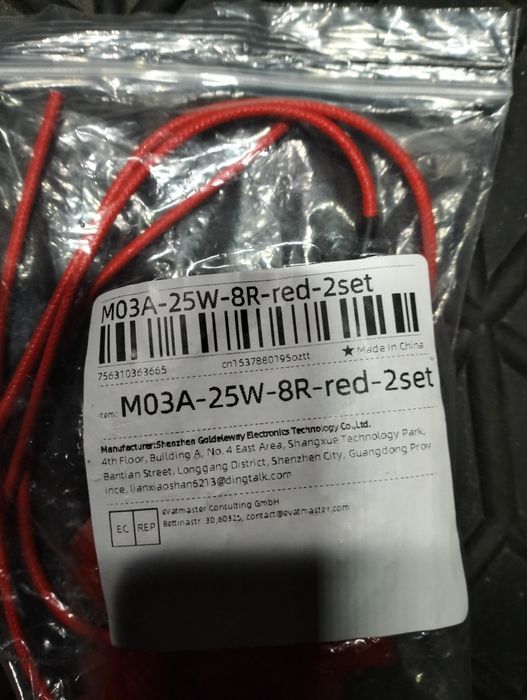 M03A-25W-8R-red-2set
756310363665
cn1537880195oztt
★ Made in China
Item: M03A-25W-8R-red-2set
Manufacturer:Shenzhen Goldeleway Electronics Technology Co.,Ltd.
4th Floor, Building A, No. 4 East Area, Shangxue Technology Park,
Bantian Street, Longgang District, Shenzhen City, Guangdong Prov
ince, lianxiaoshan5213@dingtalk.com
EC REP
evatmaster Consulting GmbH
Bettinastr. 30,60325, contact@evatmaster.com